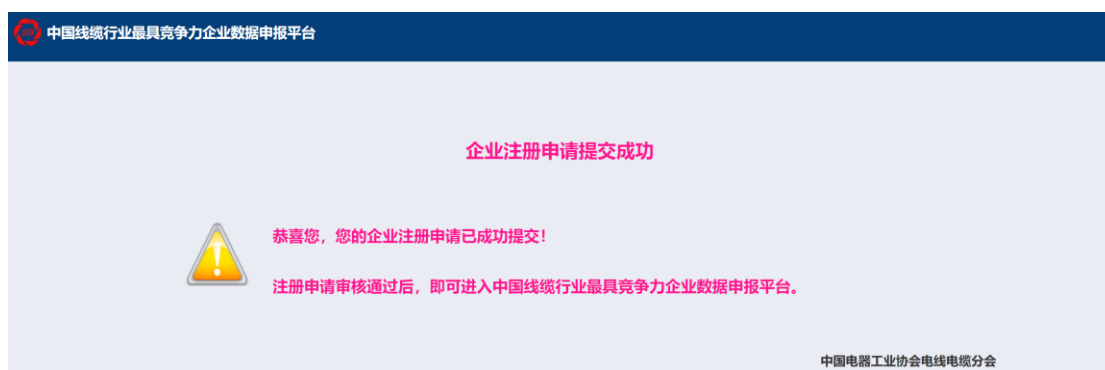 中国线缆行业最具竞争力企业数据申报平台
企业注册申请提交成功
恭喜您，您的企业注册申请已成功提交！
注册申请审核通过后，即可进入中国线缆行业最具竞争力企业数据申报平台。
中国电器工业协会电线电缆分会